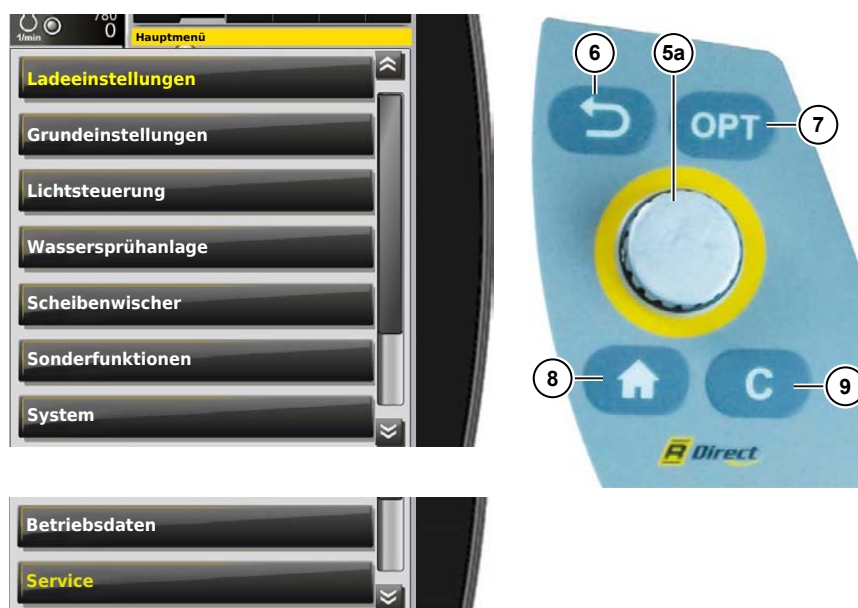 780
1/min 0
Hauptmenü
Ladeeinstellungen
Grundeinstellungen
Lichtsteuerung
Wassersprühanlage
Scheibenwischer
Sonderfunktionen
System
Betriebsdaten
Service
6
5a
OPT
7
8
C
9
R Direct